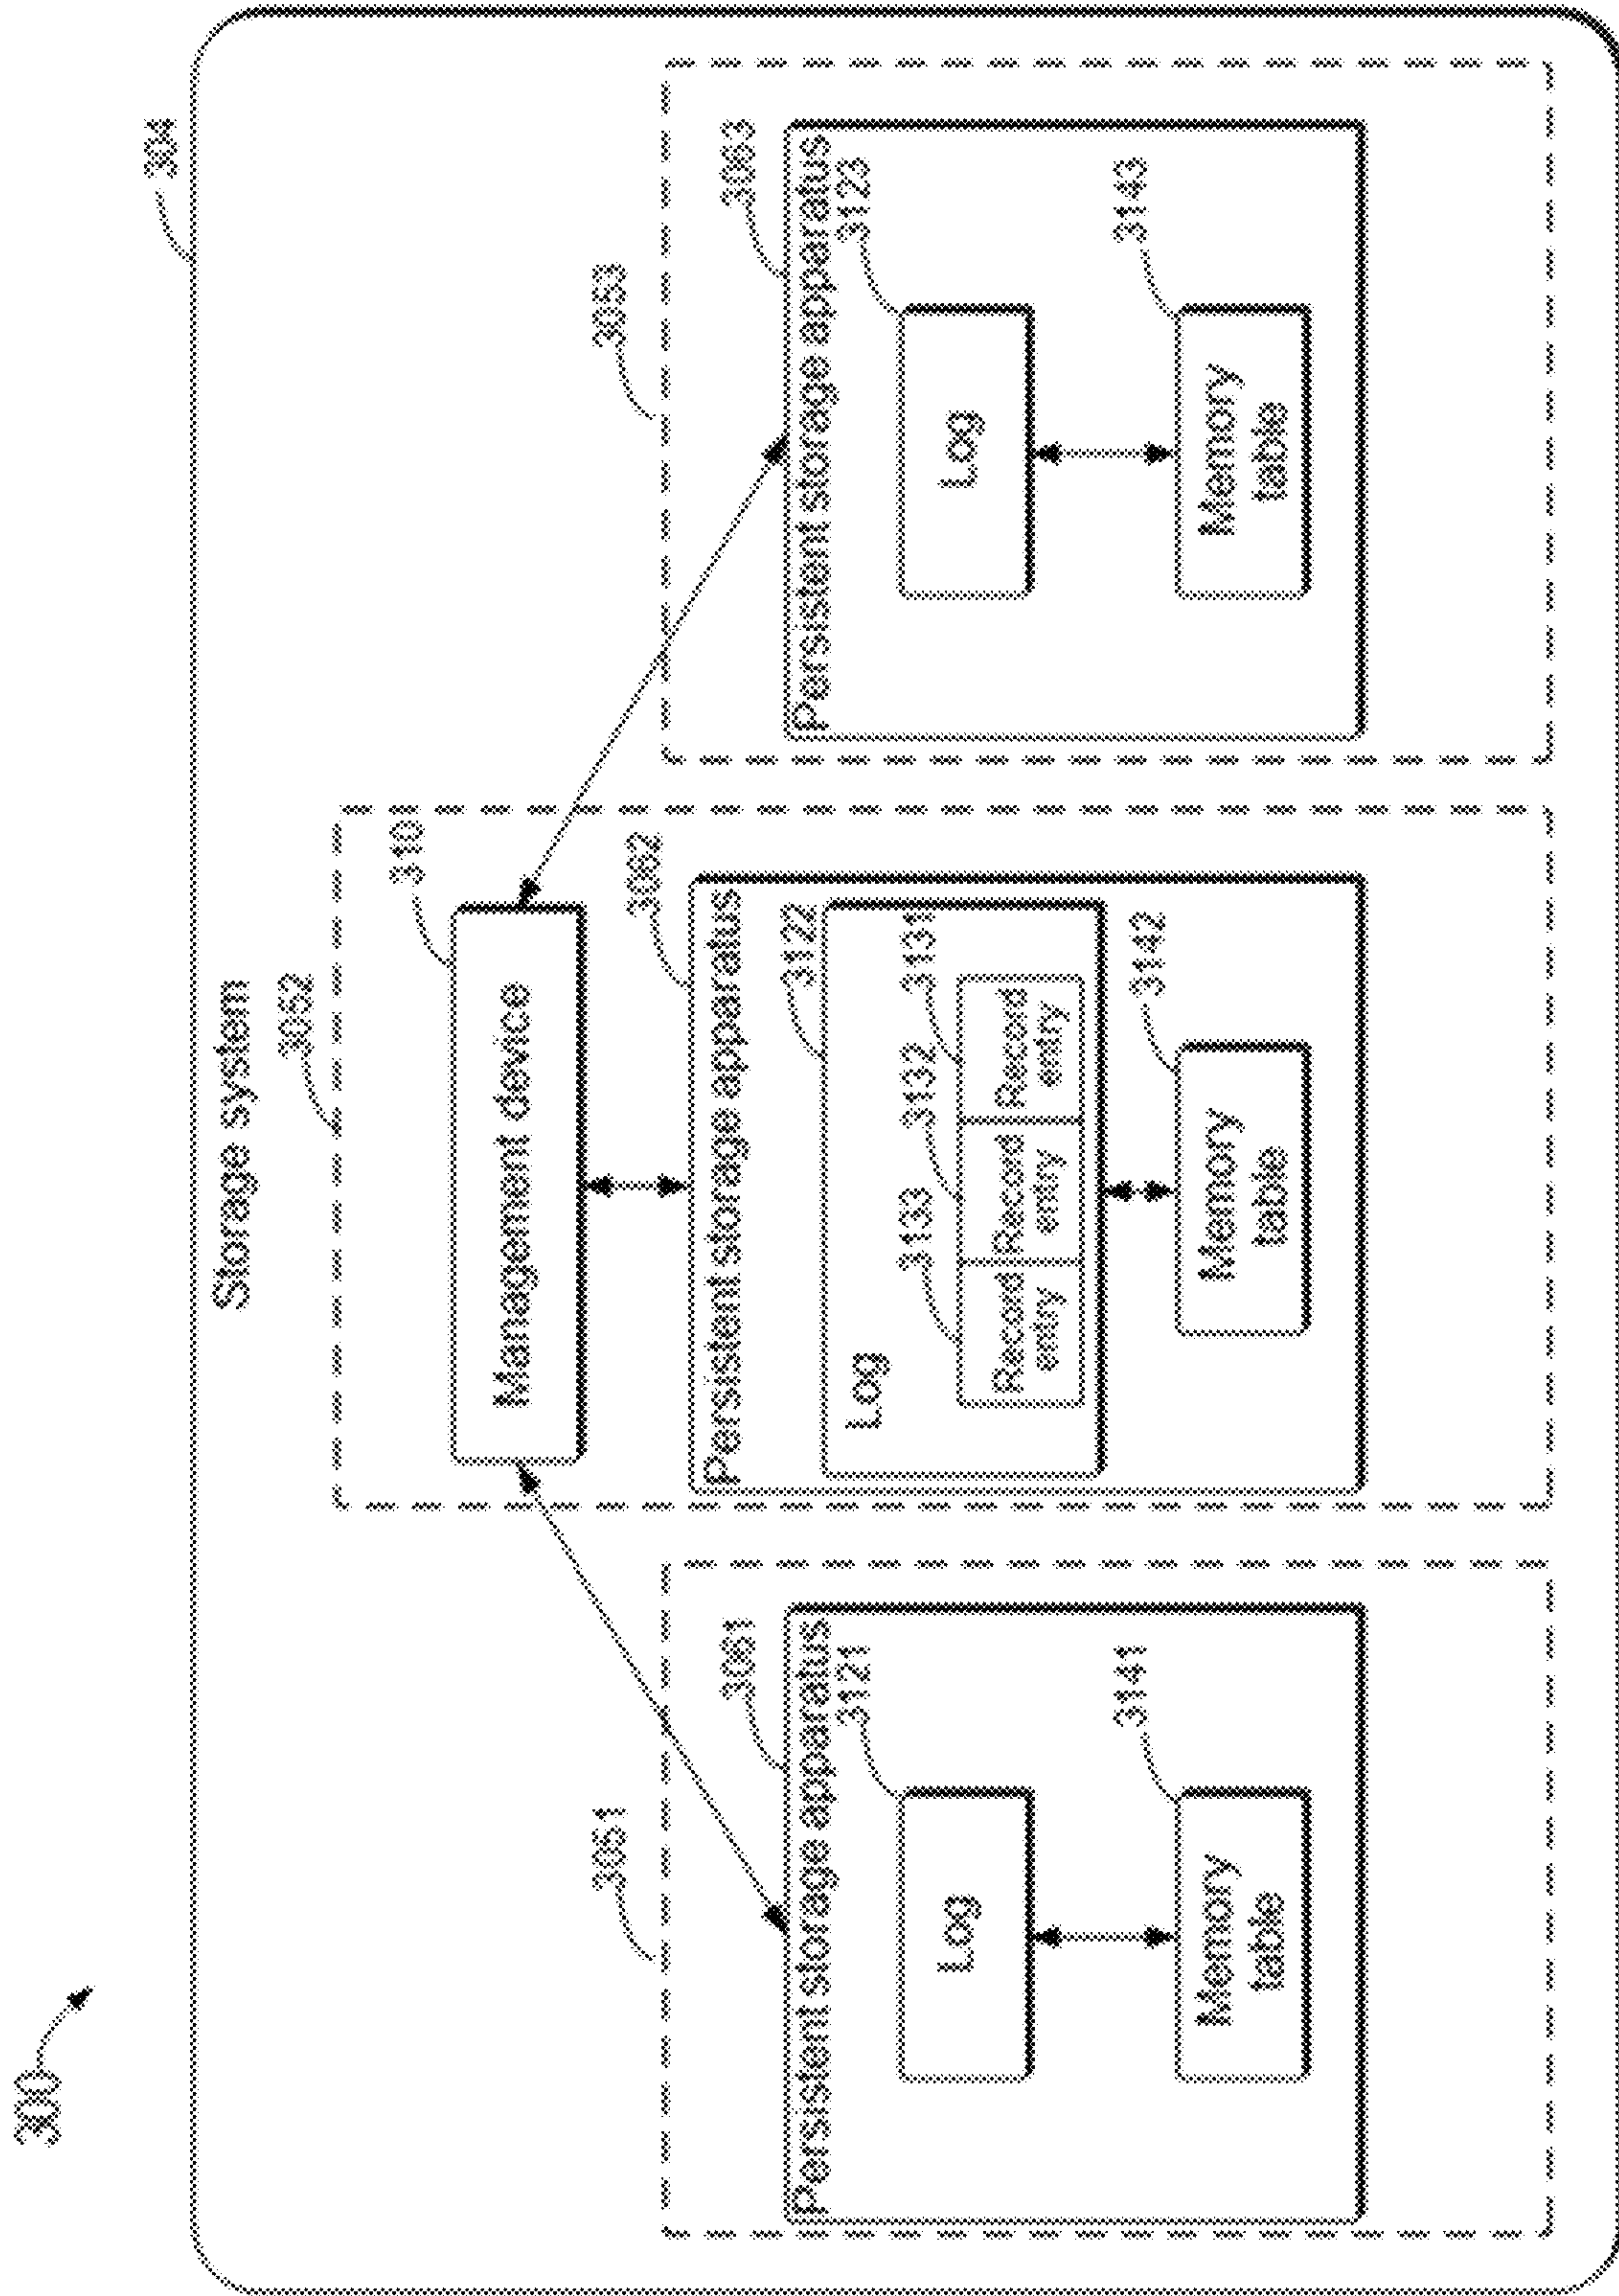 300
304
Storage system
3052
310
Management device
3051
3053
3062
Persistent storage apparatus
3061
Persistent storage apparatus
3063
Persistent storage apparatus
3122
3121
3123
Log
3133
3132
3131
Log
Record entry
Record entry
Record entry
Log
3141
3142
3143
Memory
table
Memory
table
Memory
table